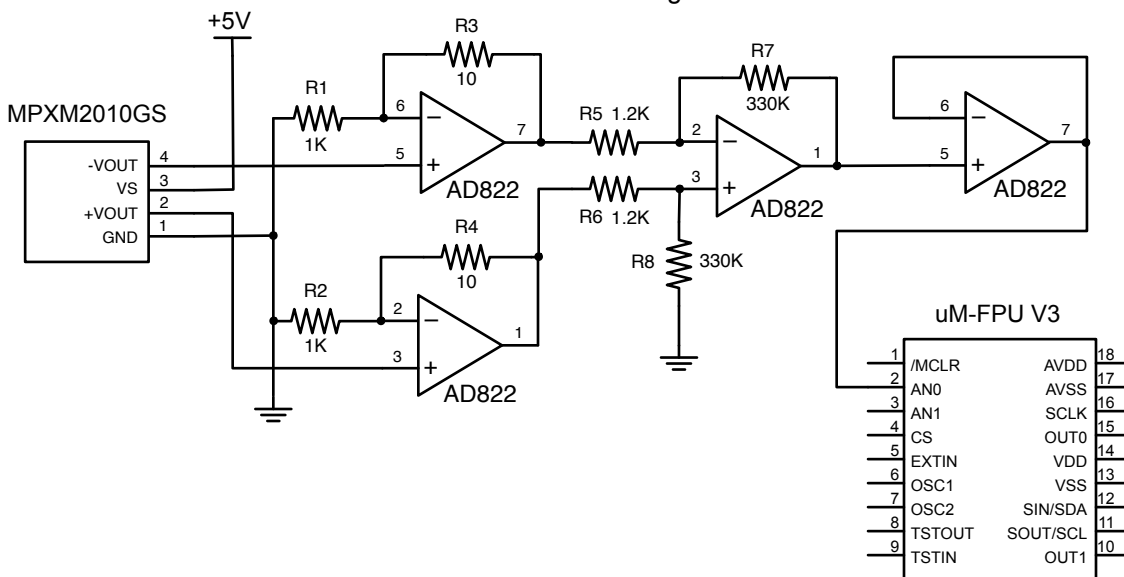 +5V
MPXM2010GS
-VOUT 4
VS 3
+VOUT 2
GND 1
R1
1K
R3
10
6
5
7
AD822
R2
1K
R4
10
2
3
1
AD822
R5 1.2K
R6 1.2K
R7
330K
R8 330K
2
3
1
AD822
6
5
7
AD822
uM-FPU V3
1 /MCLR AVDD 18
2 AN0 AVSS 17
3 AN1 SCLK 16
4 CS OUT0 15
5 EXTIN VDD 14
6 OSC1 VSS 13
7 OSC2 SIN/SDA 12
8 TSTOUT SOUT/SCL 11
9 TSTIN OUT1 10